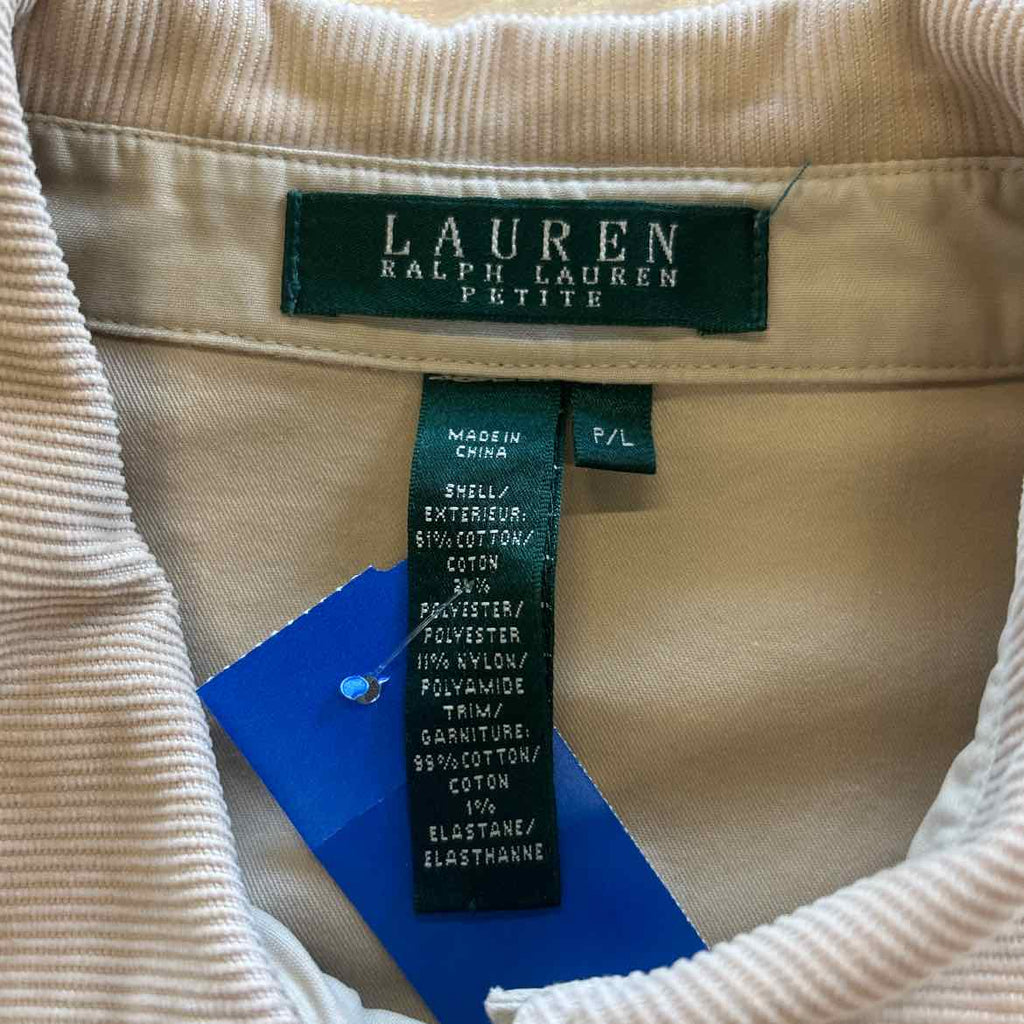 LAUREN
RALPH LAUREN
PETITE
P/L
MADE IN
CHINA
SHELL/
EXTERIEUR:
61% COTTON/
COTON
POLYESTER/
POLYESTER
11% NYLON/
POLYAMIDE
TRIM/
GARNITURE:
99% COTTON/
COTON
1%
ELASTANE/
ELASTHANNE